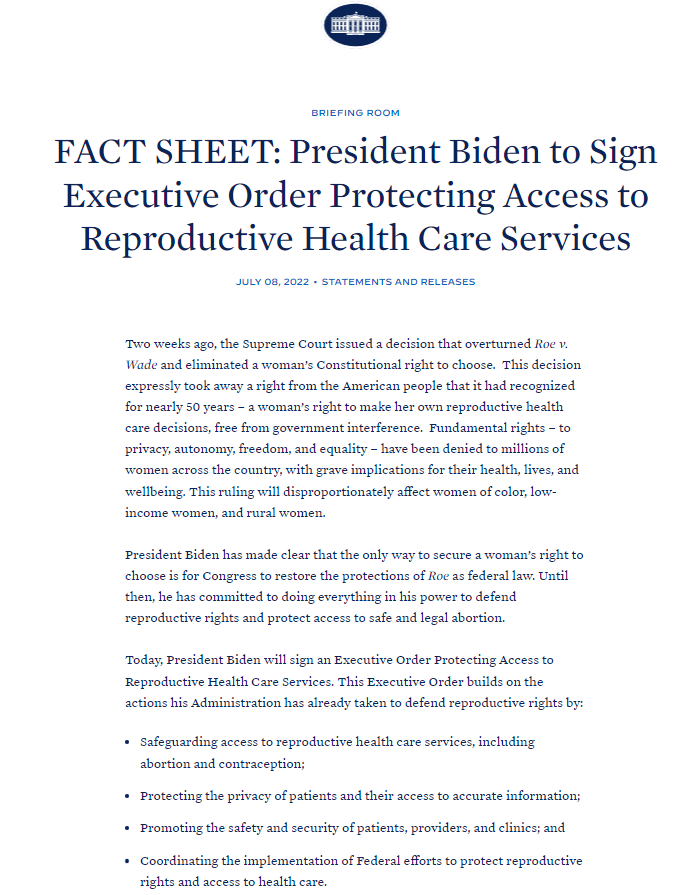 BRIEFING ROOM
FACT SHEET: President Biden to Sign
Executive Order Protecting Access to
Reproductive Health Care Services
JULY 08, 2022 • STATEMENTS AND RELEASES
Two weeks ago, the Supreme Court issued a decision that overturned Roe v.
Wade and eliminated a woman’s Constitutional right to choose.  This decision
expressly took away a right from the American people that it had recognized
for nearly 50 years – a woman’s right to make her own reproductive health
care decisions, free from government interference.  Fundamental rights – to
privacy, autonomy, freedom, and equality – have been denied to millions of
women across the country, with grave implications for their health, lives, and
wellbeing. This ruling will disproportionately affect women of color, low-
income women, and rural women.
President Biden has made clear that the only way to secure a woman’s right to
choose is for Congress to restore the protections of Roe as federal law. Until
then, he has committed to doing everything in his power to defend
reproductive rights and protect access to safe and legal abortion.
Today, President Biden will sign an Executive Order Protecting Access to
Reproductive Health Care Services. This Executive Order builds on the
actions his Administration has already taken to defend reproductive rights by:
• Safeguarding access to reproductive health care services, including
abortion and contraception;
• Protecting the privacy of patients and their access to accurate information;
• Promoting the safety and security of patients, providers, and clinics; and
• Coordinating the implementation of Federal efforts to protect reproductive
rights and access to health care.